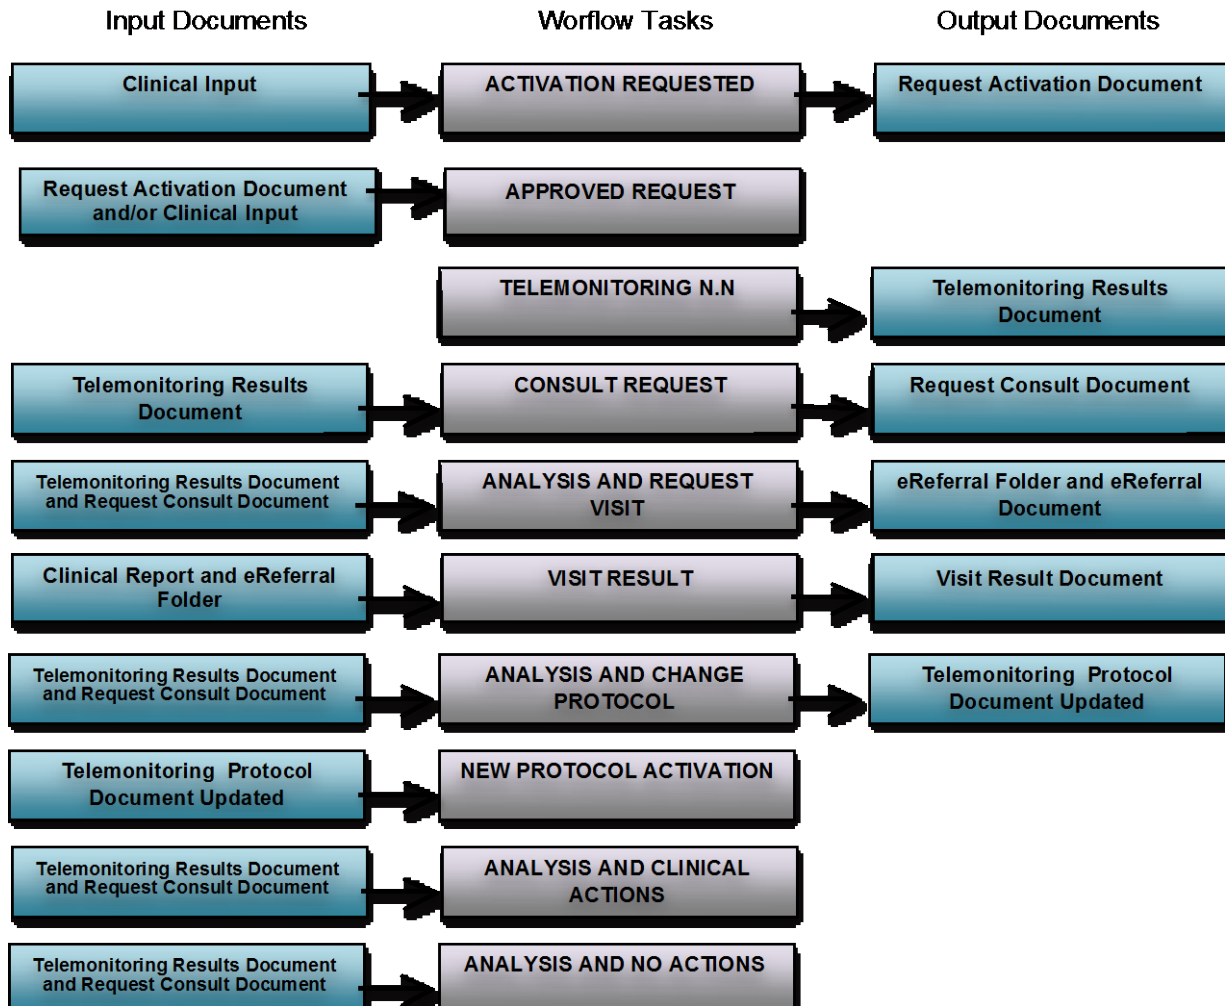 Input Documents
Worflow Tasks
Output Documents
Clinical Input
ACTIVATION REQUESTED
Request Activation Document
Request Activation Document
and/or Clinical Input
APPROVED REQUEST
TELEMONITORING N.N
Telemonitoring Results
Document
Telemonitoring Results
Document
CONSULT REQUEST
Request Consult Document
Telemonitoring Results Document
and Request Consult Document
ANALYSIS AND REQUEST
VISIT
eReferral Folder and eReferral
Document
Clinical Report and eReferral
Folder
VISIT RESULT
Visit Result Document
Telemonitoring Results Document
and Request Consult Document
ANALYSIS AND CHANGE
PROTOCOL
Telemonitoring Protocol
Document Updated
Telemonitoring Protocol
Document Updated
NEW PROTOCOL ACTIVATION
Telemonitoring Results Document
and Request Consult Document
ANALYSIS AND CLINICAL
ACTIONS
Telemonitoring Results Document
and Request Consult Document
ANALYSIS AND NO ACTIONS